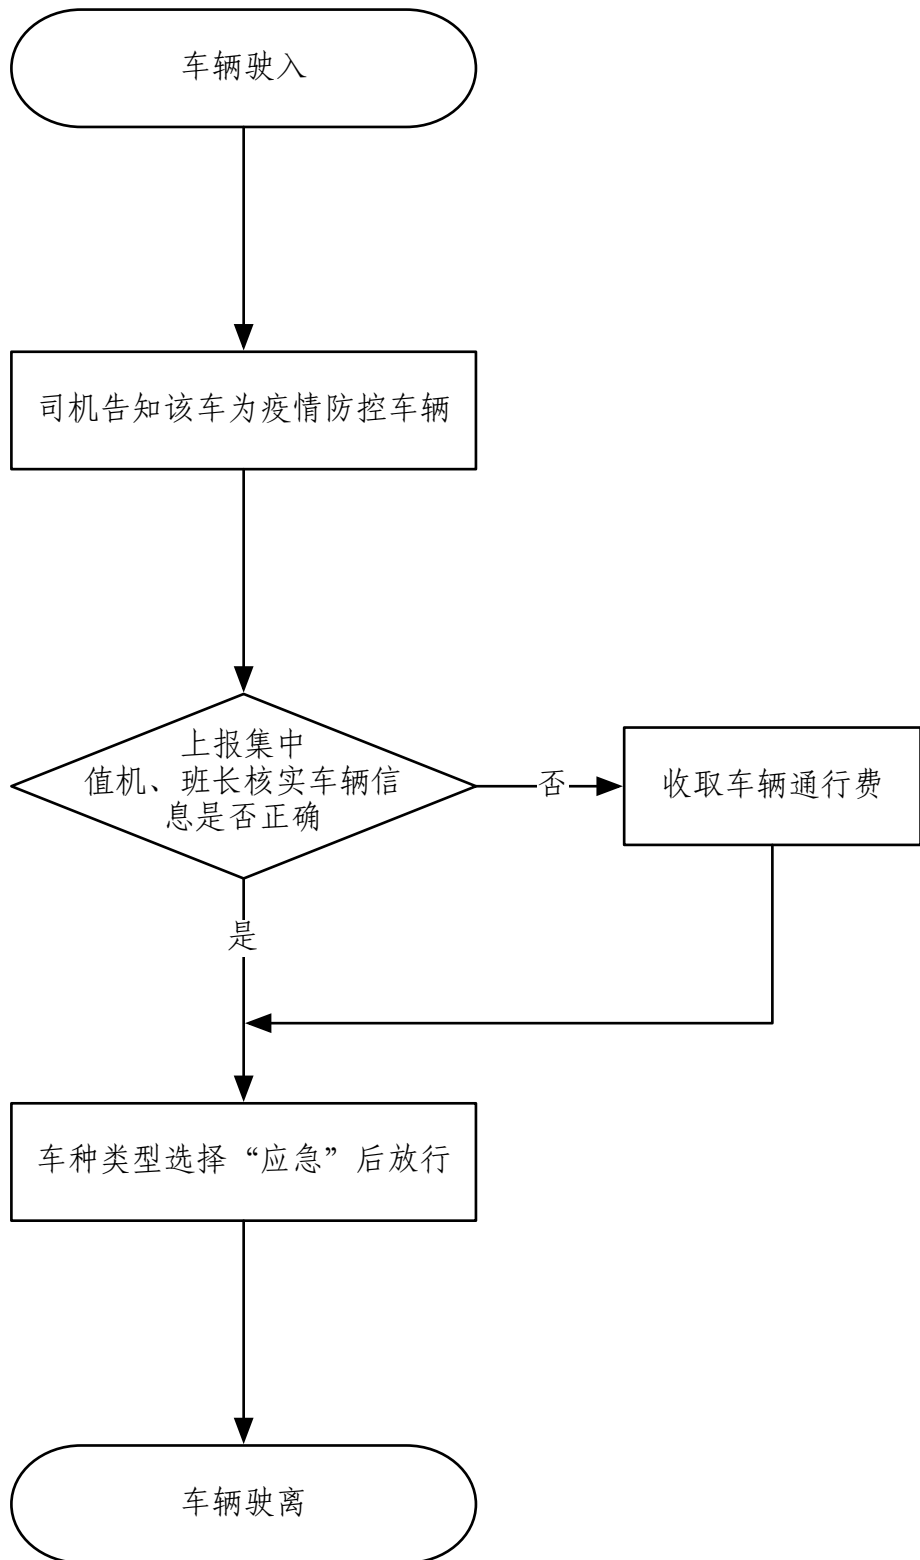 车辆驶入
司机告知该车为疫情防控车辆
上报集中
值机、班长核实车辆信
息是否正确
否
收取车辆通行费
是
车种类型选择“应急”后放行
车辆驶离